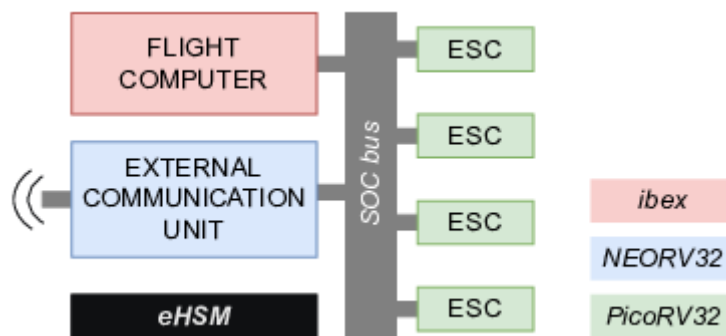 FLIGHT
COMPUTER
EXTERNAL
COMMUNICATION
UNIT
eHSM
SOC bus
ESC
ESC
ESC
ESC
ibex
NEORV32
PicoRV32